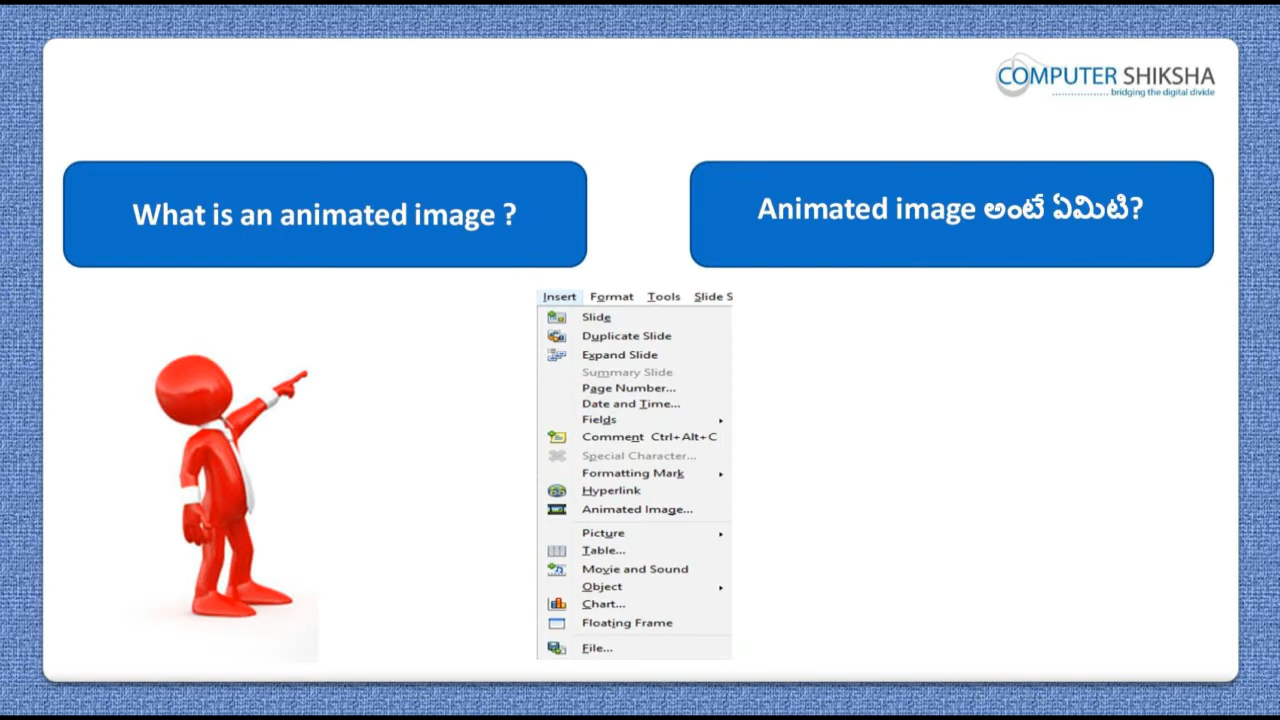 COMPUTER SHIKSHA
.................. bridging the digital divide
What is an animated image ?
Animated image అంటే ఏమిటి?
Insert Format Tools Slide S
Slide
Duplicate Slide
Expand Slide
Summary Slide
Page Number...
Date and Time...
Fields
Comment Ctrl+Alt+C
Special Character...
Formatting Mark
Hyperlink
Animated Image...
Picture
Table...
Movie and Sound
Object
Chart...
Floating Frame
File...